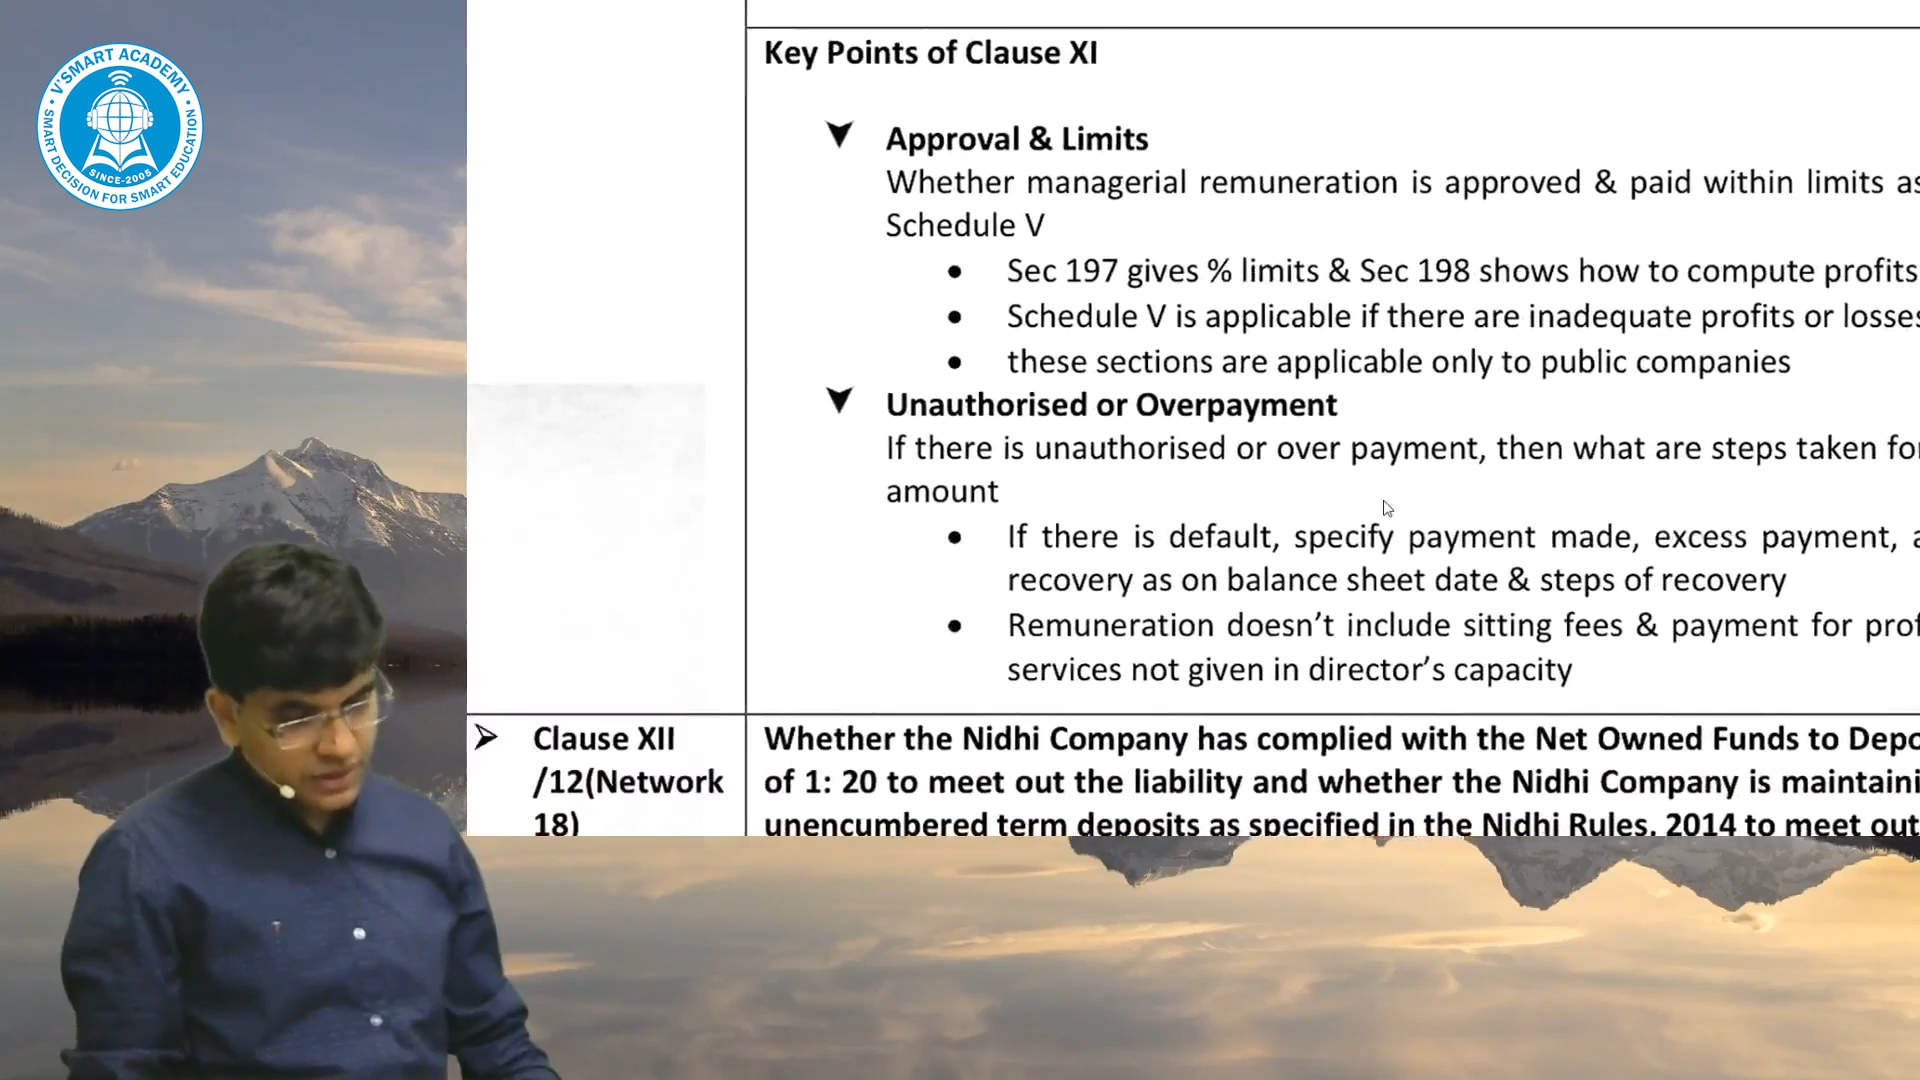 V'SMART ACADEMY
SMART DECISION FOR SMART EDUCATION
SINCE-2005
Key Points of Clause XI
Approval & Limits
Whether managerial remuneration is approved & paid within limits as
Schedule V
• Sec 197 gives % limits & Sec 198 shows how to compute profits
• Schedule V is applicable if there are inadequate profits or losses
• these sections are applicable only to public companies
Unauthorised or Overpayment
If there is unauthorised or over payment, then what are steps taken for
amount
• If there is default, specify payment made, excess payment,
recovery as on balance sheet date & steps of recovery
• Remuneration doesn't include sitting fees & payment for
services not given in director's capacity
Clause XII
/12(Network
18)
Whether the Nidhi Company has complied with the Net Owned Funds to
of 1: 20 to meet out the liability and whether the Nidhi Company is
unencumbered term deposits as specified in the Nidhi Rules, 2014 to meet out